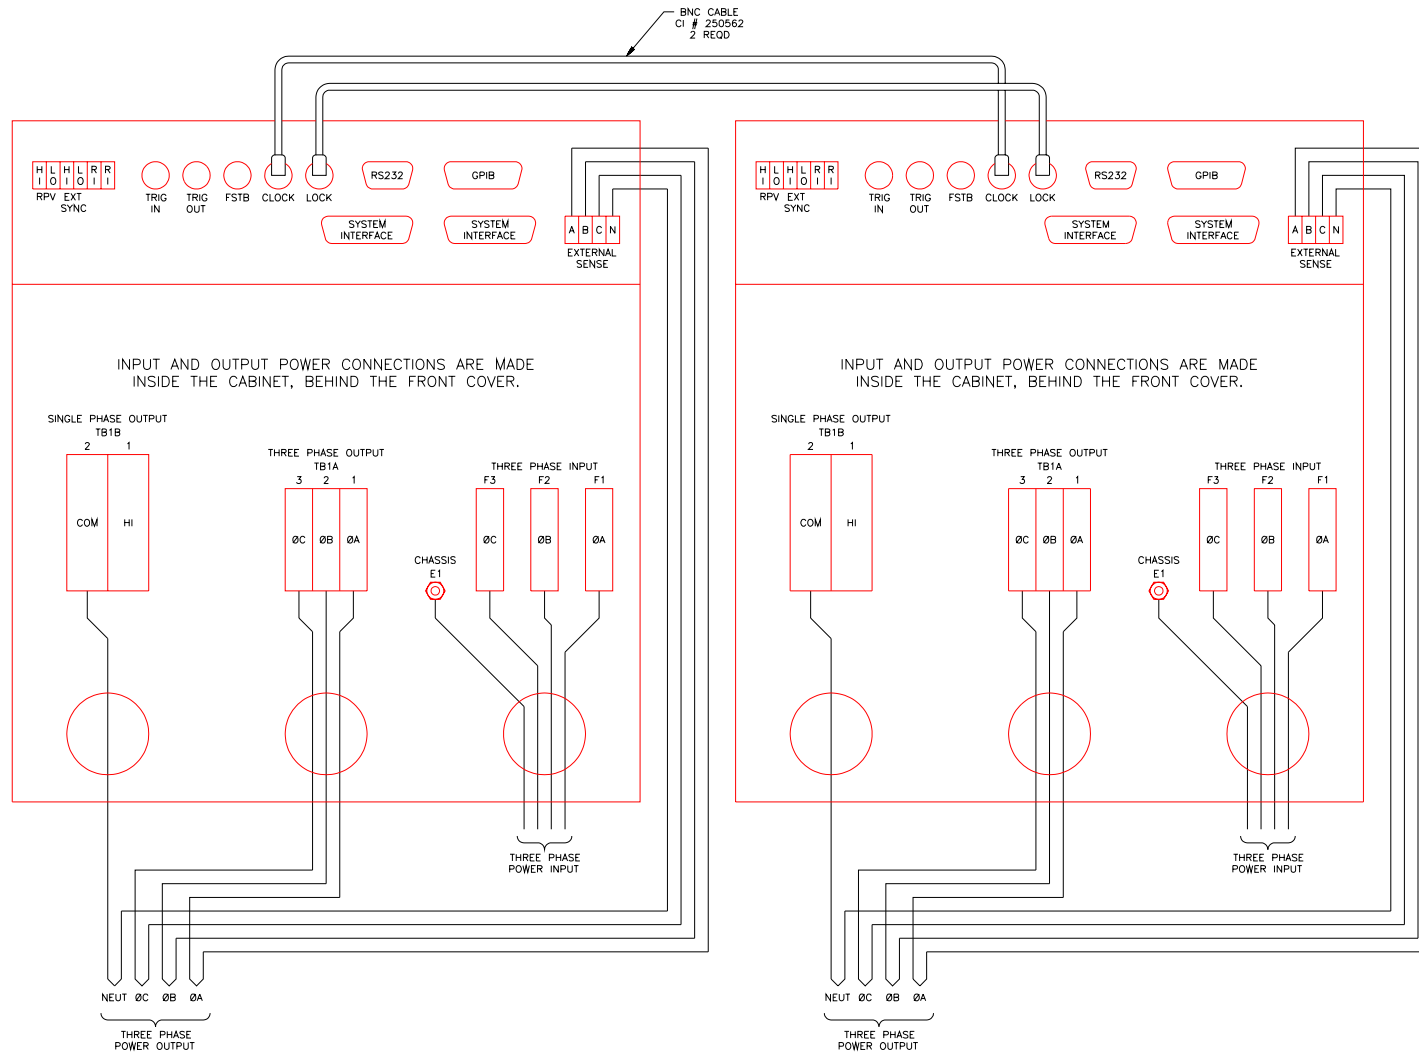 BNC CABLE
CI # 250562
2 REQD
H L H L R R
I O I O I I
RPV EXT
SYNC
TRIG
IN
TRIG
OUT
FSTB
CLOCK
LOCK
RS232
GPIB
SYSTEM
INTERFACE
SYSTEM
INTERFACE
A B C N
EXTERNAL
SENSE
INPUT AND OUTPUT POWER CONNECTIONS ARE MADE
INSIDE THE CABINET, BEHIND THE FRONT COVER.
SINGLE PHASE OUTPUT
TB1B
2 1
COM HI
THREE PHASE OUTPUT
TB1A
3 2 1
ØC ØB ØA
THREE PHASE INPUT
F3 F2 F1
ØC ØB ØA
CHASSIS
E1
THREE PHASE
POWER INPUT
NEUT ØC ØB ØA
THREE PHASE
POWER OUTPUT
H L H L R R
I O I O I I
RPV EXT
SYNC
TRIG
IN
TRIG
OUT
FSTB
CLOCK
LOCK
RS232
GPIB
SYSTEM
INTERFACE
SYSTEM
INTERFACE
A B C N
EXTERNAL
SENSE
INPUT AND OUTPUT POWER CONNECTIONS ARE MADE
INSIDE THE CABINET, BEHIND THE FRONT COVER.
SINGLE PHASE OUTPUT
TB1B
2 1
COM HI
THREE PHASE OUTPUT
TB1A
3 2 1
ØC ØB ØA
THREE PHASE INPUT
F3 F2 F1
ØC ØB ØA
CHASSIS
E1
THREE PHASE
POWER INPUT
NEUT ØC ØB ØA
THREE PHASE
POWER OUTPUT